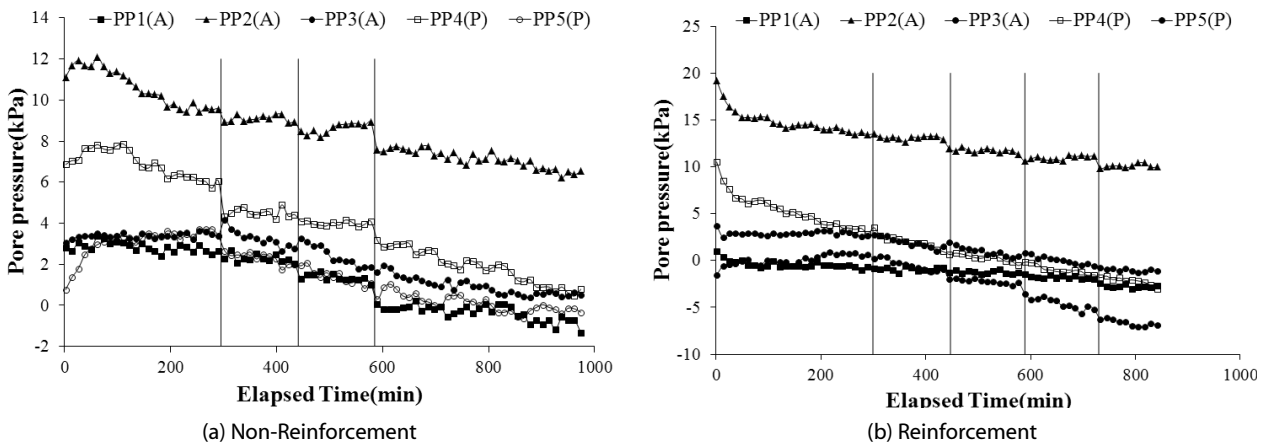 PP1(A) PP2(A) PP3(A) PP4(P) PP5(P)
14
12
10
8
6
4
2
0
-2
Pore pressure(kPa)
0 200 400 600 800 1000
Elapsed Time(min)
(a) Non-Reinforcement
PP1(A) PP2(A) PP3(A) PP4(P) PP5(P)
25
20
15
10
5
0
-5
-10
Pore pressure(kPa)
0 200 400 600 800 1000
Elapsed Time(min)
(b) Reinforcement